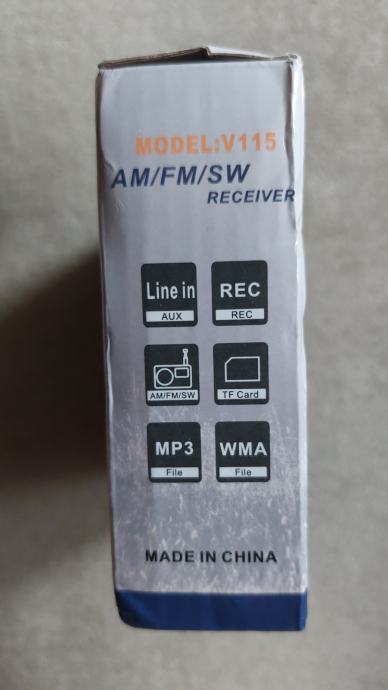 MODEL:V115
AM/FM/SW
RECEIVER
Line in
AUX
REC
REC
AM/FM/SW
TF Card
MP3
File
WMA
File
MADE IN CHINA